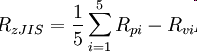 R_{zJIS} = \frac{1}{5} \sum_{i=1}^{5} R_{pi} - R_{vi}